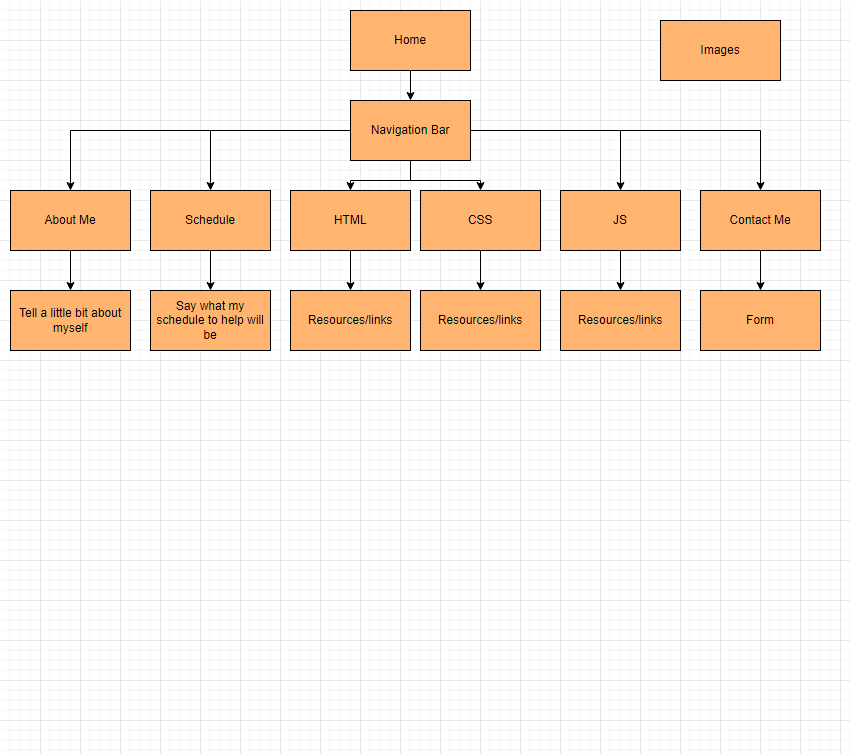 Home
Images
Navigation Bar
About Me
Schedule
HTML
CSS
JS
Contact Me
Tell a little bit about
myself
Say what my
schedule to help will
be
Resources/links
Resources/links
Resources/links
Form